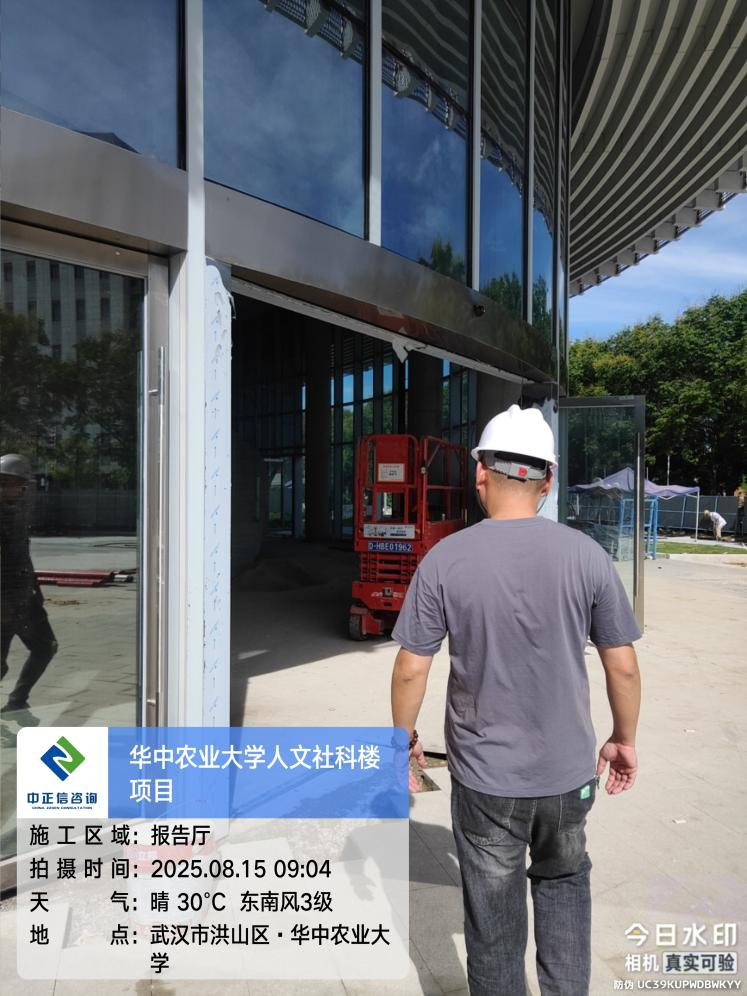 D-HBE01962
中正信咨询
CHINA ZIXIN CONSULTATION
华中农业大学人文社科楼
项目
施工区域：报告厅
拍摄时间：2025.08.15 09:04
天气：晴 30℃ 东南风3级
地点：武汉市洪山区·华中农业大
学
今日水印
相机 真实可验
防伪 UC39KUPWDBWKYY